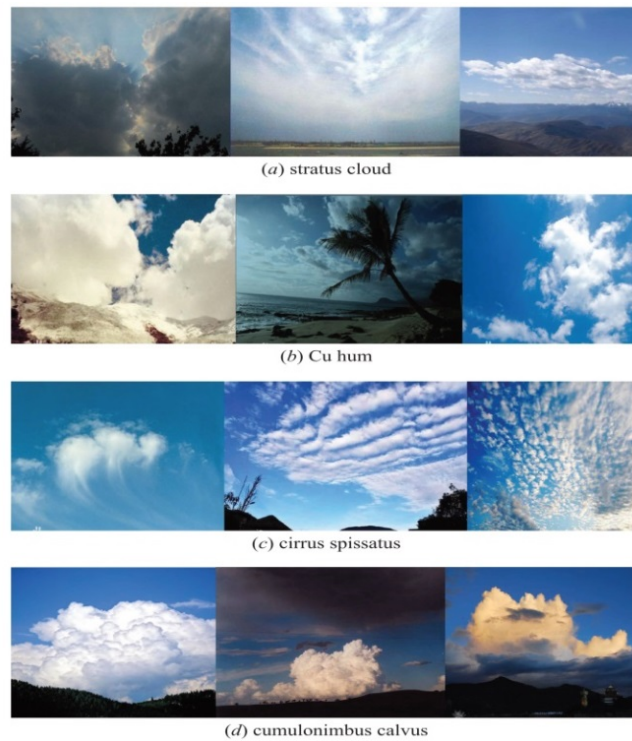 (a) stratus cloud
(b) Cu hum
(c) cirrus spissatus
(d) cumulonimbus calvus